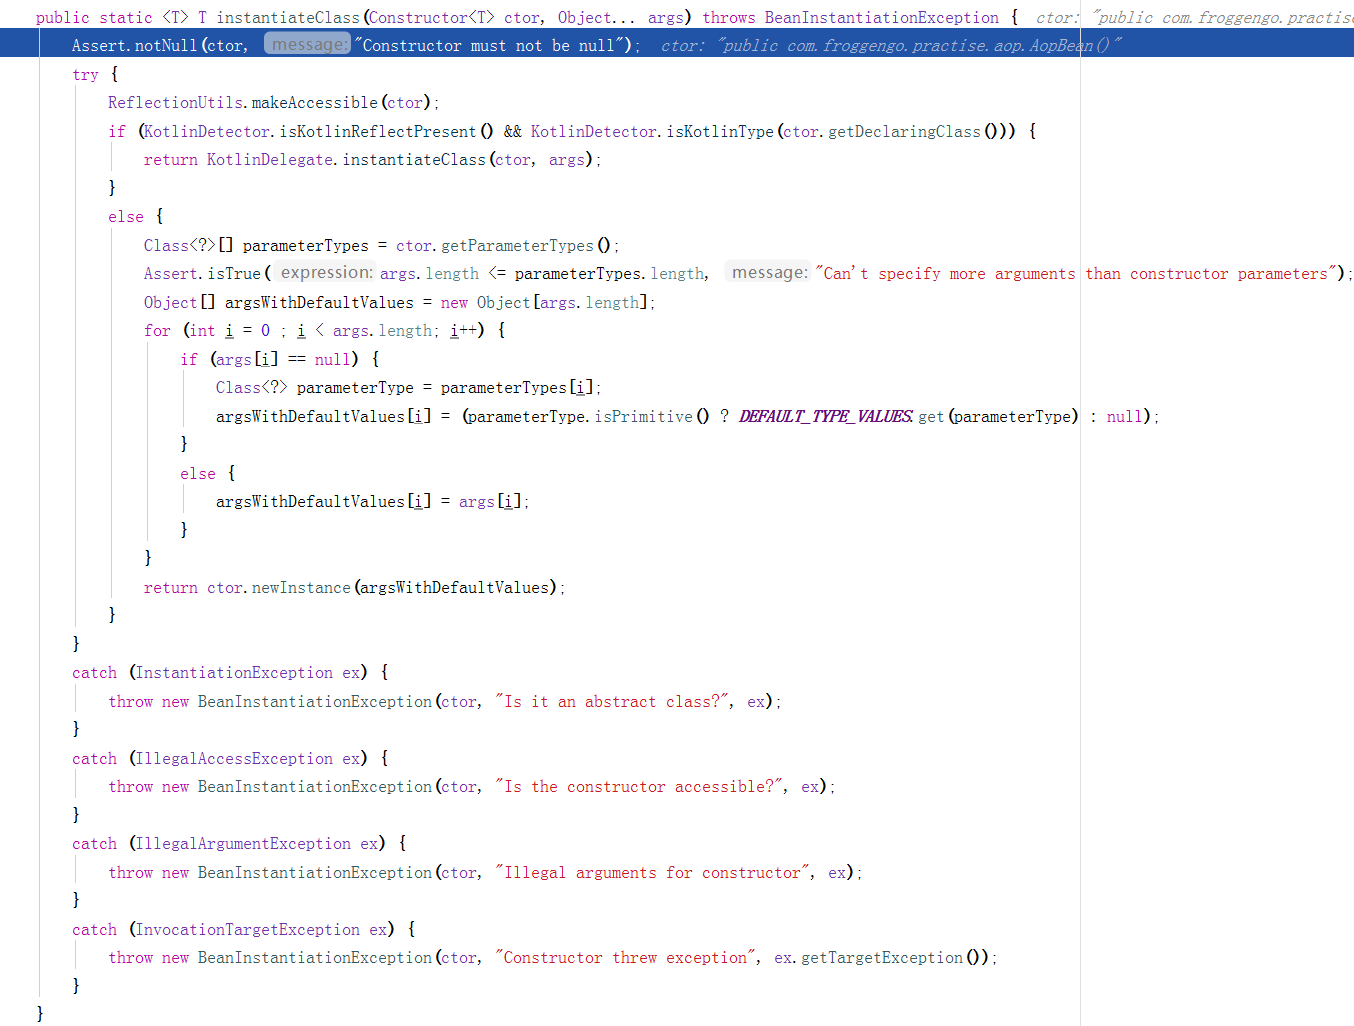 public static <T> T instantiateClass(Constructor<T> ctor, Object... args) throws BeanInstantiationException {  ctor: "public com.froggengo.practise
Assert.notNull(ctor,  message: "Constructor must not be null");  ctor: "public com.froggengo.practise.aop.AopBean()"
try {
ReflectionUtils.makeAccessible(ctor);
if (KotlinDetector.isKotlinReflectPresent() && KotlinDetector.isKotlinType(ctor.getDeclaringClass())) {
return KotlinDelegate.instantiateClass(ctor, args);
}
else {
Class<?>[] parameterTypes = ctor.getParameterTypes();
Assert.isTrue( expression: args.length <= parameterTypes.length,  message: "Can't specify more arguments than constructor parameters");
Object[] argsWithDefaultValues = new Object[args.length];
for (int i = 0 ; i < args.length; i++) {
if (args[i] == null) {
Class<?> parameterType = parameterTypes[i];
argsWithDefaultValues[i] = (parameterType.isPrimitive() ? DEFAULT_TYPE_VALUES.get(parameterType) : null);
}
else {
argsWithDefaultValues[i] = args[i];
}
}
return ctor.newInstance(argsWithDefaultValues);
}
}
catch (InstantiationException ex) {
throw new BeanInstantiationException(ctor, "Is it an abstract class?", ex);
}
catch (IllegalAccessException ex) {
throw new BeanInstantiationException(ctor, "Is the constructor accessible?", ex);
}
catch (IllegalArgumentException ex) {
throw new BeanInstantiationException(ctor, "Illegal arguments for constructor", ex);
}
catch (InvocationTargetException ex) {
throw new BeanInstantiationException(ctor, "Constructor threw exception", ex.getTargetException());
}
}